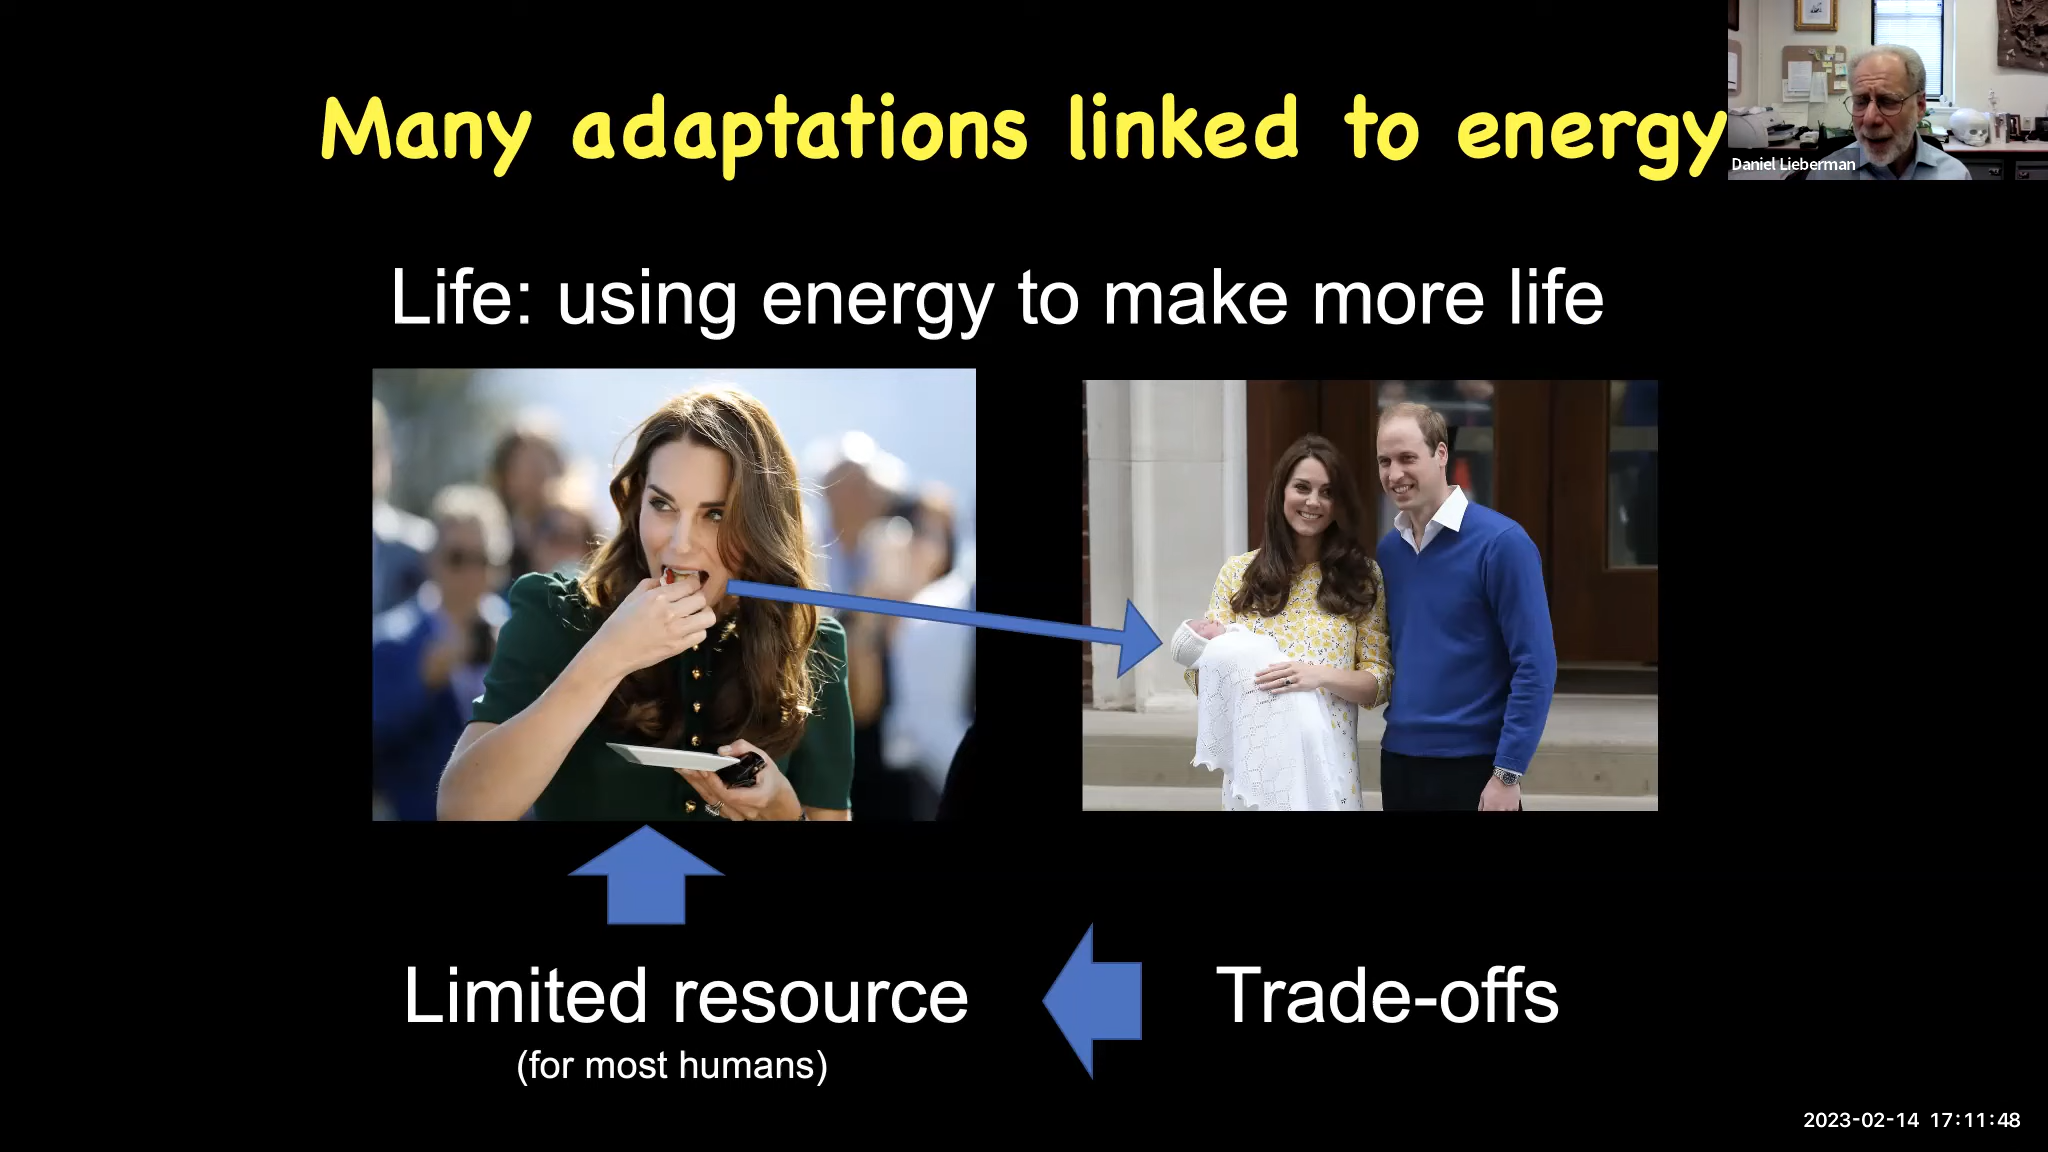 Many adaptations linked to energy
Daniel Lieberman
Life: using energy to make more life
Limited resource
(for most humans)
Trade-offs
2023-02-14 17:11:48